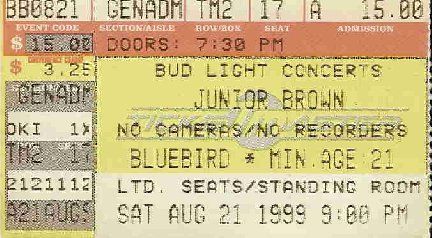 BB0821 GENADM TM2 17 A 15.00
EVENT CODE SECTION/AISLE ROW/BOX SEAT ADMISSION
$ 15.00 DOORS: 7:30 PM
$ 3.25 BUD LIGHT CONCERTS
GENADM JUNIOR BROWN
OKI 1X NO CAMERAS/NO RECORDERS
TM2 17 BLUEBIRD * MIN.AGE 21
2121112 LTD. SEATS/STANDING ROOM
A21AUG9 SAT AUG 21 1999 9:00 PM